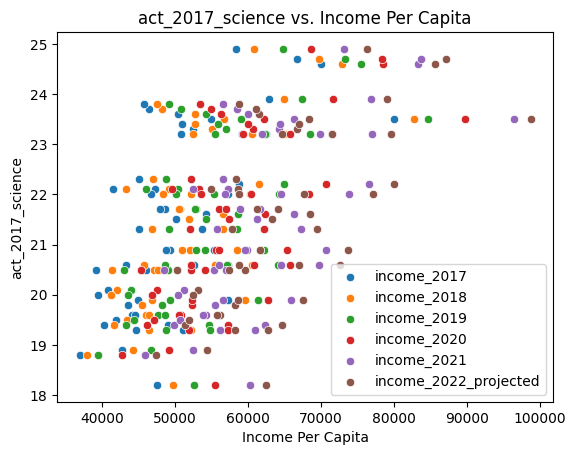 act_2017_science vs. Income Per Capita
act_2017_science
25
24
23
22
21
20
19
18
income_2017
income_2018
income_2019
income_2020
income_2021
income_2022_projected
40000 50000 60000 70000 80000 90000 100000
Income Per Capita